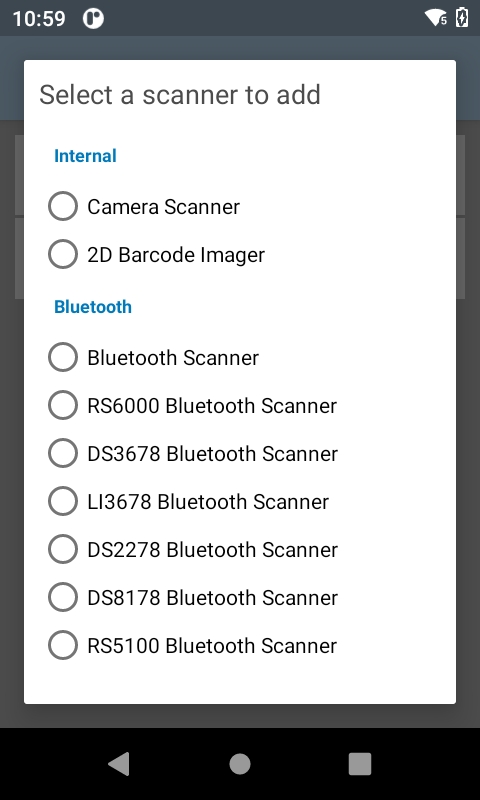 10:59
5
Select a scanner to add
Internal
Camera Scanner
2D Barcode Imager
Bluetooth
Bluetooth Scanner
RS6000 Bluetooth Scanner
DS3678 Bluetooth Scanner
LI3678 Bluetooth Scanner
DS2278 Bluetooth Scanner
DS8178 Bluetooth Scanner
RS5100 Bluetooth Scanner